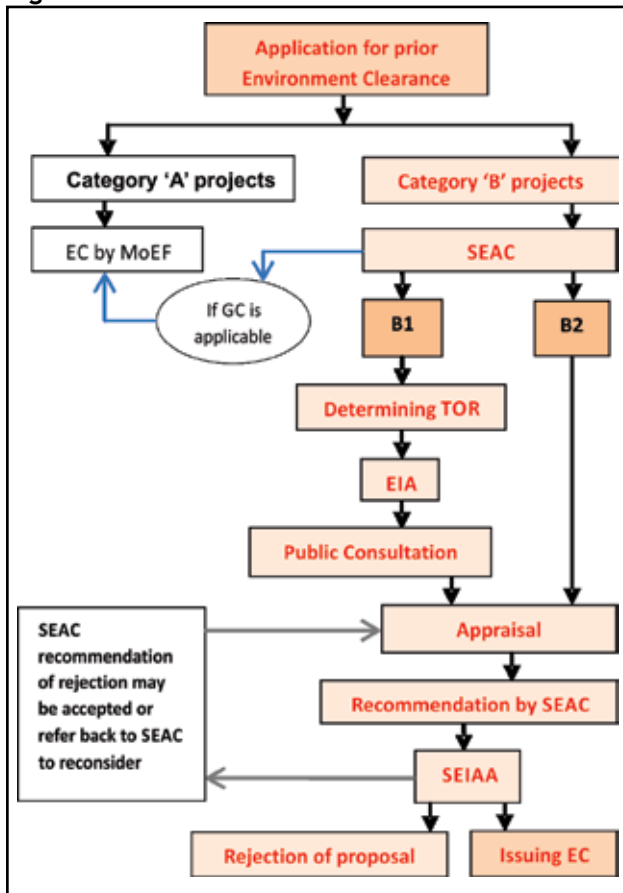 Application for prior
Environment Clearance
Category ‘A’ projects
Category ‘B’ projects
EC by MoEF
SEAC
If GC is
applicable
B1
B2
Determining TOR
EIA
Public Consultation
SEAC
recommendation
of rejection may
be accepted or
refer back to SEAC
to reconsider
Appraisal
Recommendation by SEAC
SEIAA
Rejection of proposal
Issuing EC